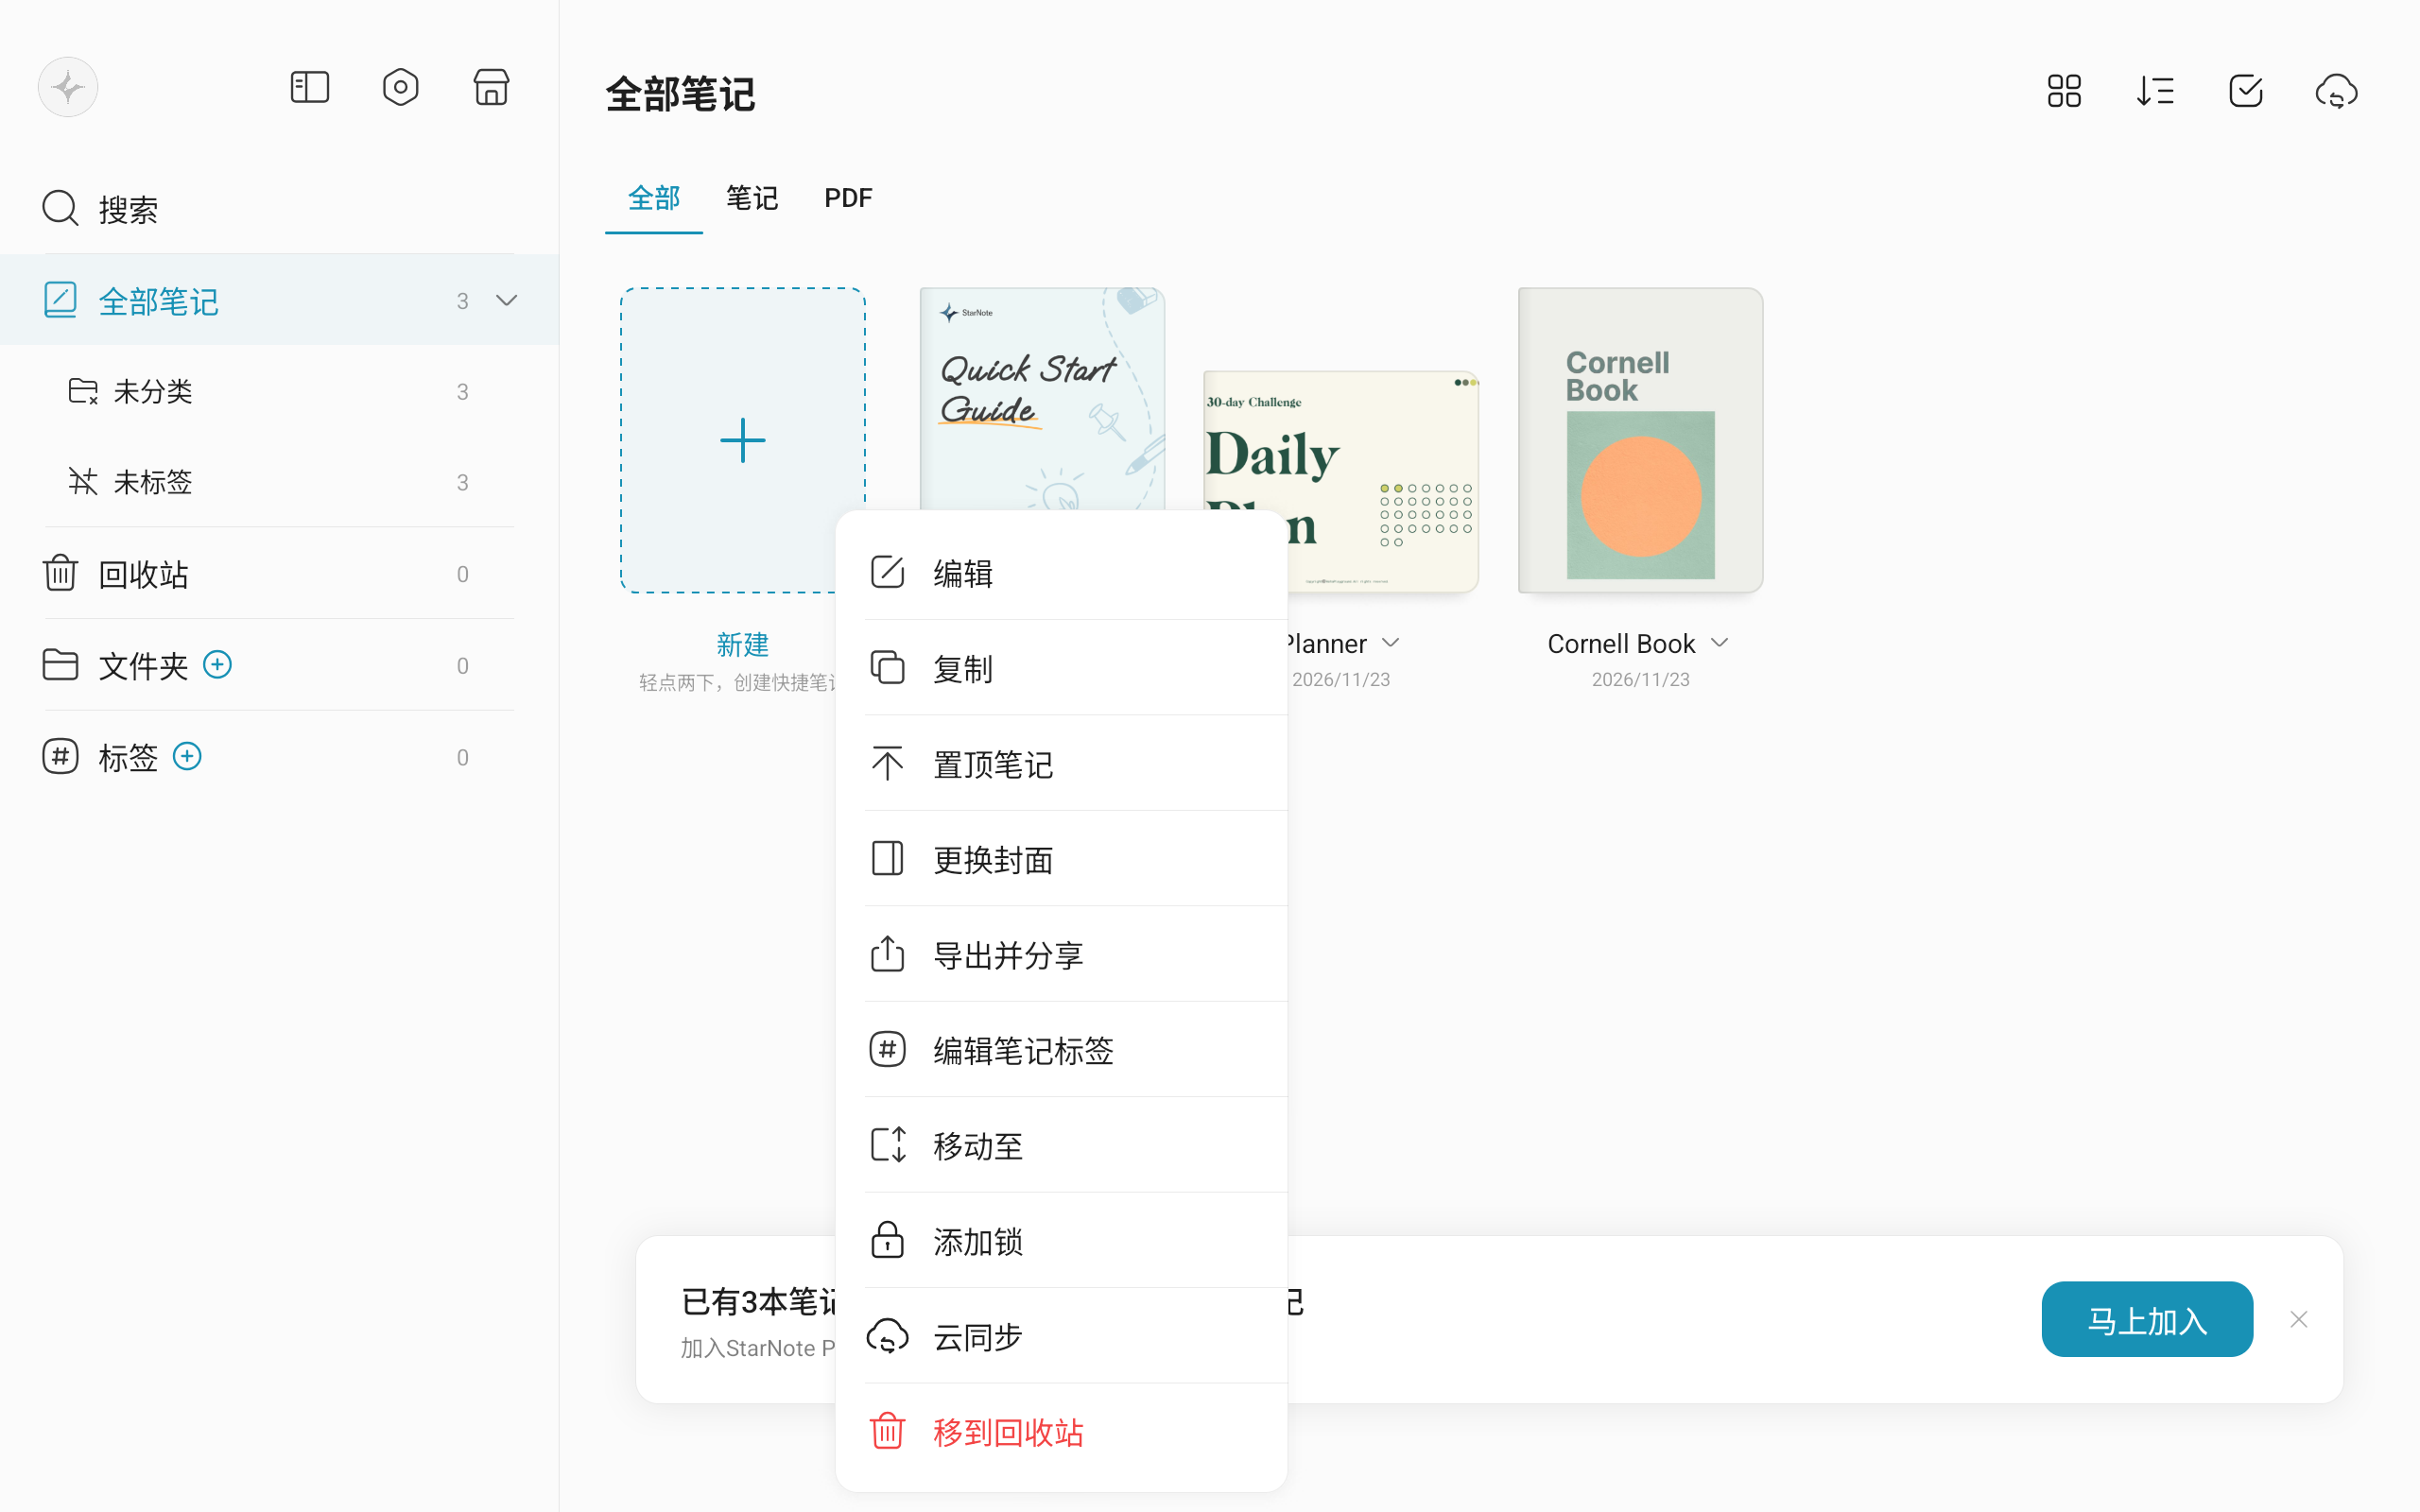 搜索
全部笔记 3
未分类 3
未标签 3
回收站 0
文件夹 0
标签 0
全部笔记
全部 笔记 PDF
StarNote
Quick Start
Guide
30-day Challenge
Daily
Cornell
Book
新建
轻点两下，创建快捷笔
Planner
2026/11/23
Cornell Book
2026/11/23
编辑
复制
置顶笔记
更换封面
导出并分享
编辑笔记标签
移动至
添加锁
云同步
移到回收站
已有3本笔记
加入StarNote P
马上加入